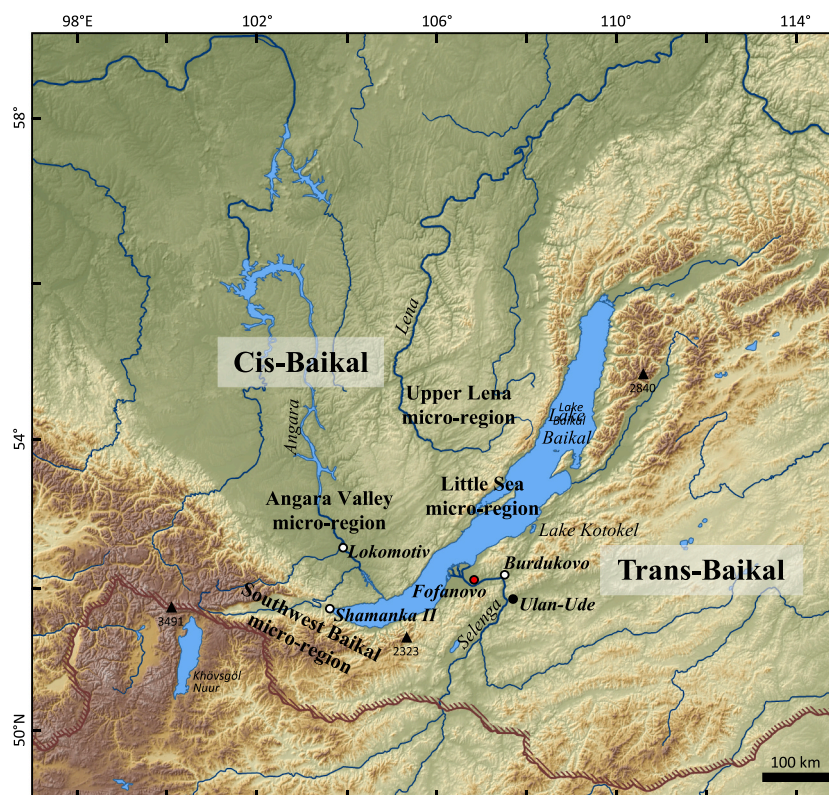 98°E
102°
106°
110°
114°
58°
54°
50°N
Lena
Cis-Baikal
2840
Upper Lena
micro-region
Angara
Lake
Baikal
Lake
Baikal
Little Sea
micro-region
Angara Valley
micro-region
Lake Kotokel
Lokomotiv
Burdukovo
Trans-Baikal
Fofanovo
Ulan-Ude
Shamanka II
Southwest Baikal
micro-region
Selenga
3491
2323
Khövsgöl
Nuur
100 km